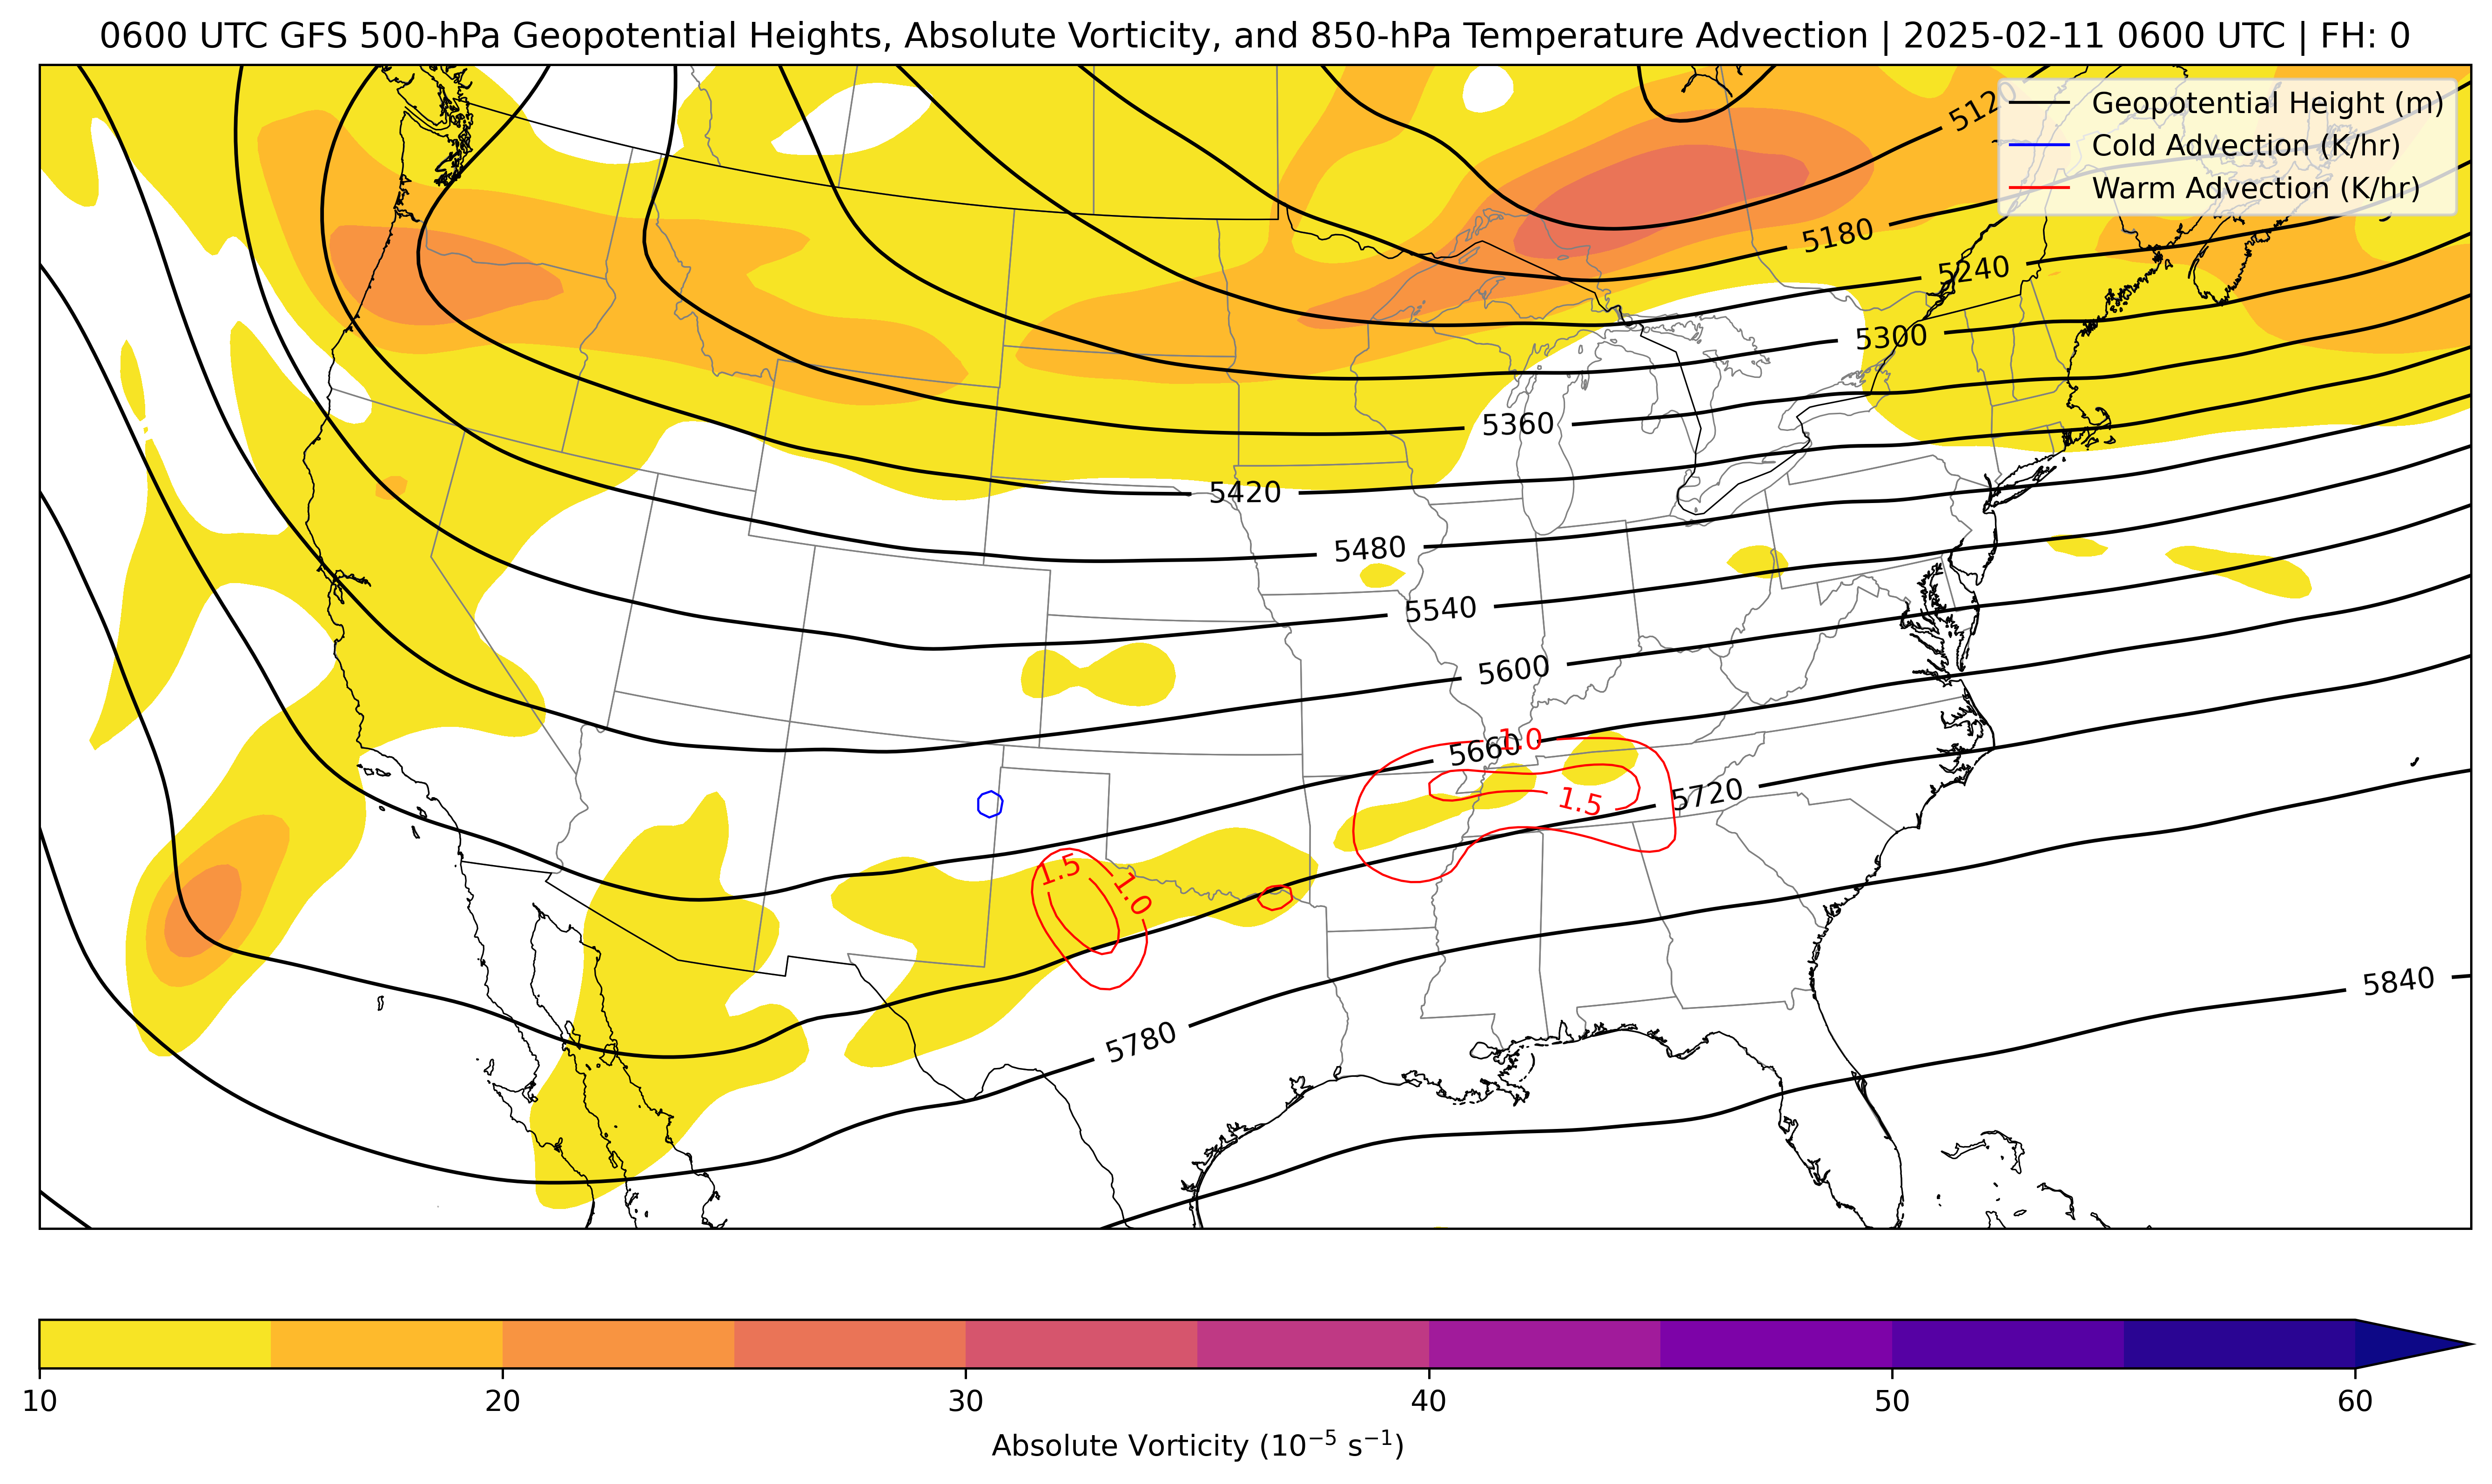 0600 UTC GFS 500-hPa Geopotential Heights, Absolute Vorticity, and 850-hPa Temperature Advection | 2025-02-11 0600 UTC | FH: 0
Geopotential Height (m)
Cold Advection (K/hr)
Warm Advection (K/hr)
5120
5180
5240
5300
5360
5420
5480
5540
5600
5660
1.0
1.5
5720
1.5
1.0
5780
5840
10 20 30 40 50 60
Absolute Vorticity (10⁻⁵ s⁻¹)